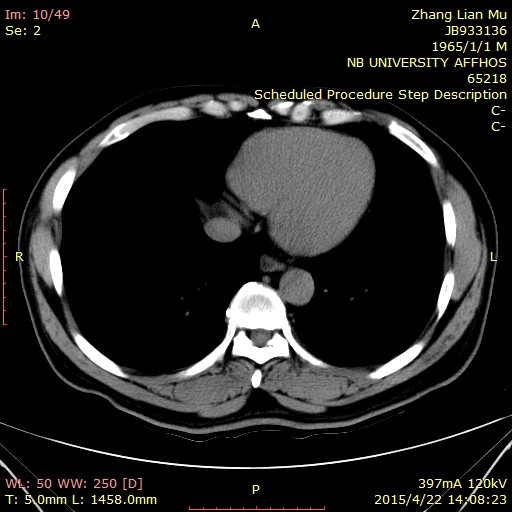 Im: 10/49
Se: 2
A
Zhang Lian Mu
JB933136
1965/1/1 M
NB UNIVERSITY AFFHOS
65218
Scheduled Procedure Step Description
C-
C-
R
L
WL: 50 WW: 250 [D]
T: 5.0mm L: 1458.0mm
P
397mA 120kV
2015/4/22 14:08:23